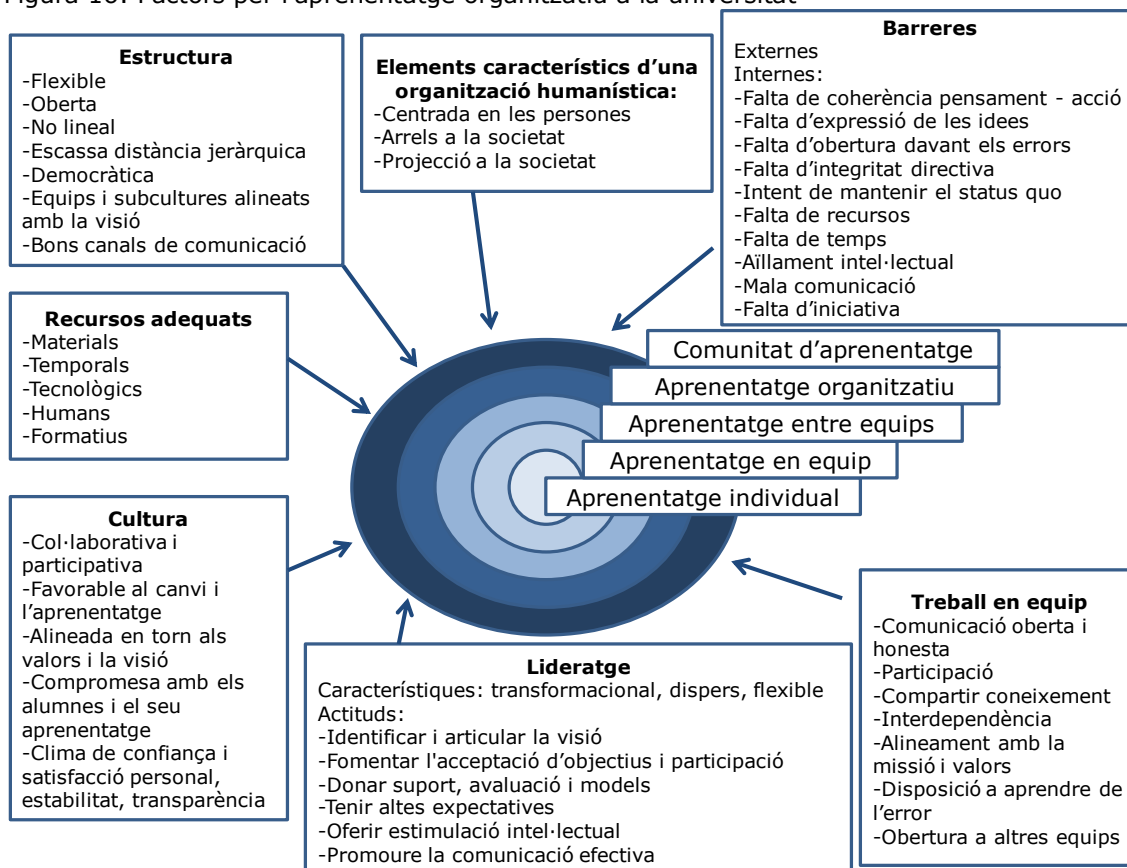 Figura 16. Factors per l'aprenentatge organitzatiu a la universitat
Estructura
-Flexible
-Oberta
-No lineal
-Escassa distància jeràrquica
-Democràtica
-Equips i subcultures alineats
amb la visió
-Bons canals de comunicació
Elements característics d'una
organització humanística:
-Centrada en les persones
-Arrels a la societat
-Projecció a la societat
Barreres
Externes
Internes:
-Falta de coherència pensament - acció
-Falta d'expressió de les idees
-Falta d'obertura davant els errors
-Falta d'integritat directiva
-Intent de mantenir el status quo
-Falta de recursos
-Falta de temps
-Aïllament intel·lectual
-Mala comunicació
-Falta d'iniciativa
Recursos adequats
-Materials
-Temporals
-Tecnològics
-Humans
-Formatius
Comunitat d'aprenentatge
Aprenentatge organitzatiu
Aprenentatge entre equips
Aprenentatge en equip
Aprenentatge individual
Cultura
-Col·laborativa i
participativa
-Favorable al canvi i
l'aprenentatge
-Alineada en torn als
valors i la visió
-Compromesa amb els
alumnes i el seu
aprenentatge
-Clima de confiança i
satisfacció personal,
estabilitat, transparència
Lideratge
Característiques: transformacional, dispers, flexible
Actituds:
-Identificar i articular la visió
-Fomentar l'acceptació d'objectius i participació
-Donar suport, avaluació i models
-Tenir altes expectatives
-Oferir estimulació intel·lectual
-Promoure la comunicació efectiva
Treball en equip
-Comunicació oberta i
honesta
-Participació
-Compartir coneixement
-Interdependència
-Alineament amb la
missió i valors
-Disposició a aprendre de
l'error
-Obertura a altres equips